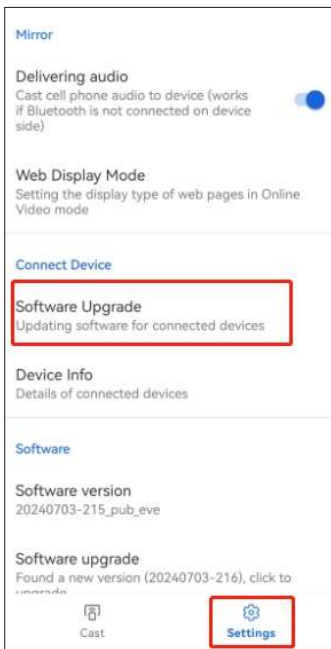 Mirror
Delivering audio
Cast cell phone audio to device (works
if Bluetooth is not connected on device
side)
Web Display Mode
Setting the display type of web pages in Online
Video mode
Connect Device
Software Upgrade
Updating software for connected devices
Device Info
Details of connected devices
Software
Software version
20240703-215_pub_eve
Software upgrade
Found a new version (20240703-216), click to
upgrade
Cast
Settings